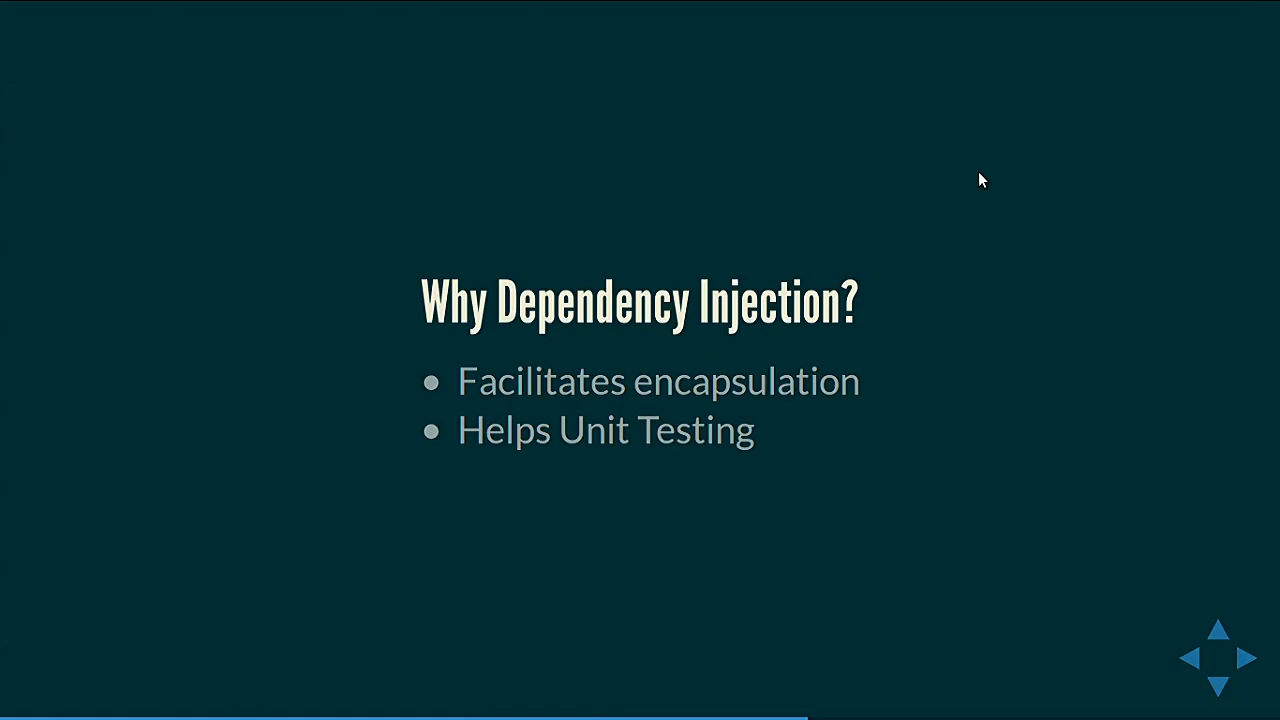 Why Dependency Injection?
• Facilitates encapsulation
• Helps Unit Testing